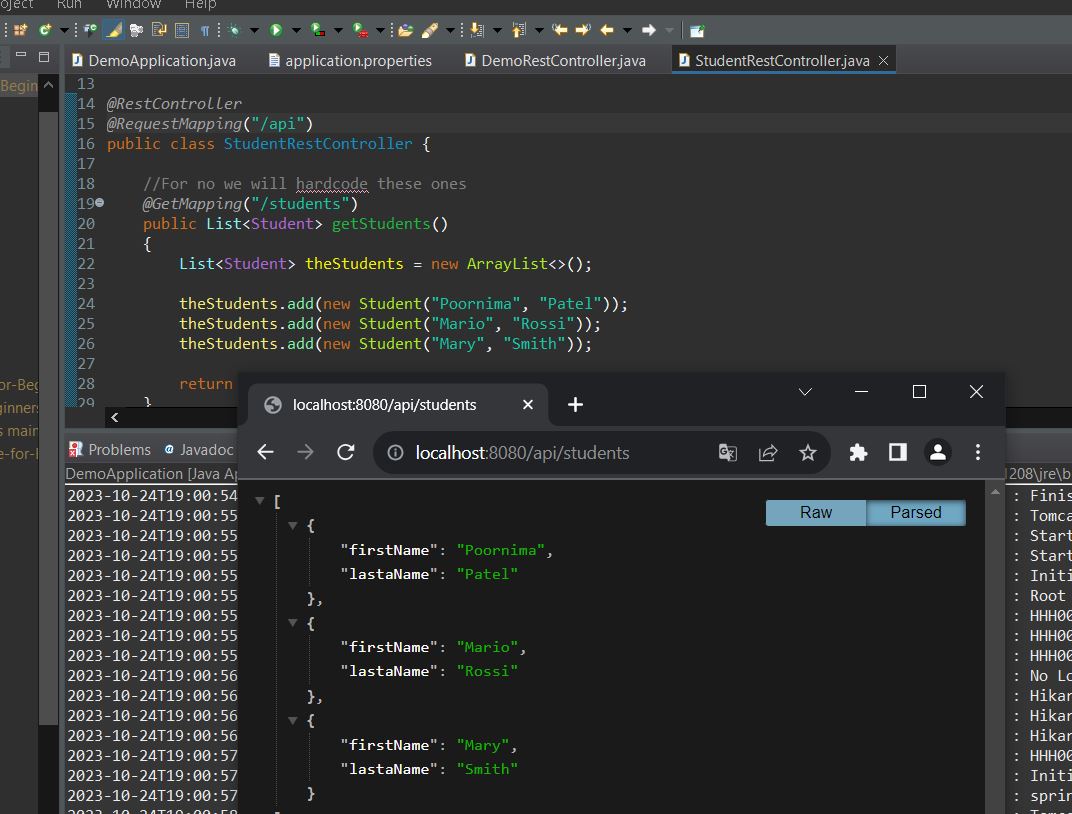 oject Run Window Help
DemoApplication.java application.properties DemoRestController.java StudentRestController.java
Begin
13
14 @RestController
15 @RequestMapping("/api")
16 public class StudentRestController {
17
18 //For no we will hardcode these ones
19 @GetMapping("/students")
20 public List<Student> getStudents()
21 {
22 List<Student> theStudents = new ArrayList<>();
23
24 theStudents.add(new Student("Poornima", "Patel"));
25 theStudents.add(new Student("Mario", "Rossi"));
26 theStudents.add(new Student("Mary", "Smith"));
27
28 return
29 }
or-Beg
ginners
s main
e-for-
Problems Javadoc
DemoApplication [Java Ap
1208\jre\b
localhost:8080/api/students
localhost:8080/api/students
Raw Parsed
[
{
"firstName": "Poornima",
"lastaName": "Patel"
},
{
"firstName": "Mario",
"lastaName": "Rossi"
},
{
"firstName": "Mary",
"lastaName": "Smith"
}
2023-10-24T19:00:54 : Finis
2023-10-24T19:00:55 : Tomca
2023-10-24T19:00:55 : Start
2023-10-24T19:00:55 : Start
2023-10-24T19:00:55 : Initi
2023-10-24T19:00:55 : Root
2023-10-24T19:00:55 : HHH00
2023-10-24T19:00:55 : HHH00
2023-10-24T19:00:55 : HHH00
2023-10-24T19:00:56 : No Lo
2023-10-24T19:00:56 : Hikar
2023-10-24T19:00:56 : Hikar
2023-10-24T19:00:56 : Hikar
2023-10-24T19:00:57 : HHH00
2023-10-24T19:00:57 : Initi
2023-10-24T19:00:57 : sprin